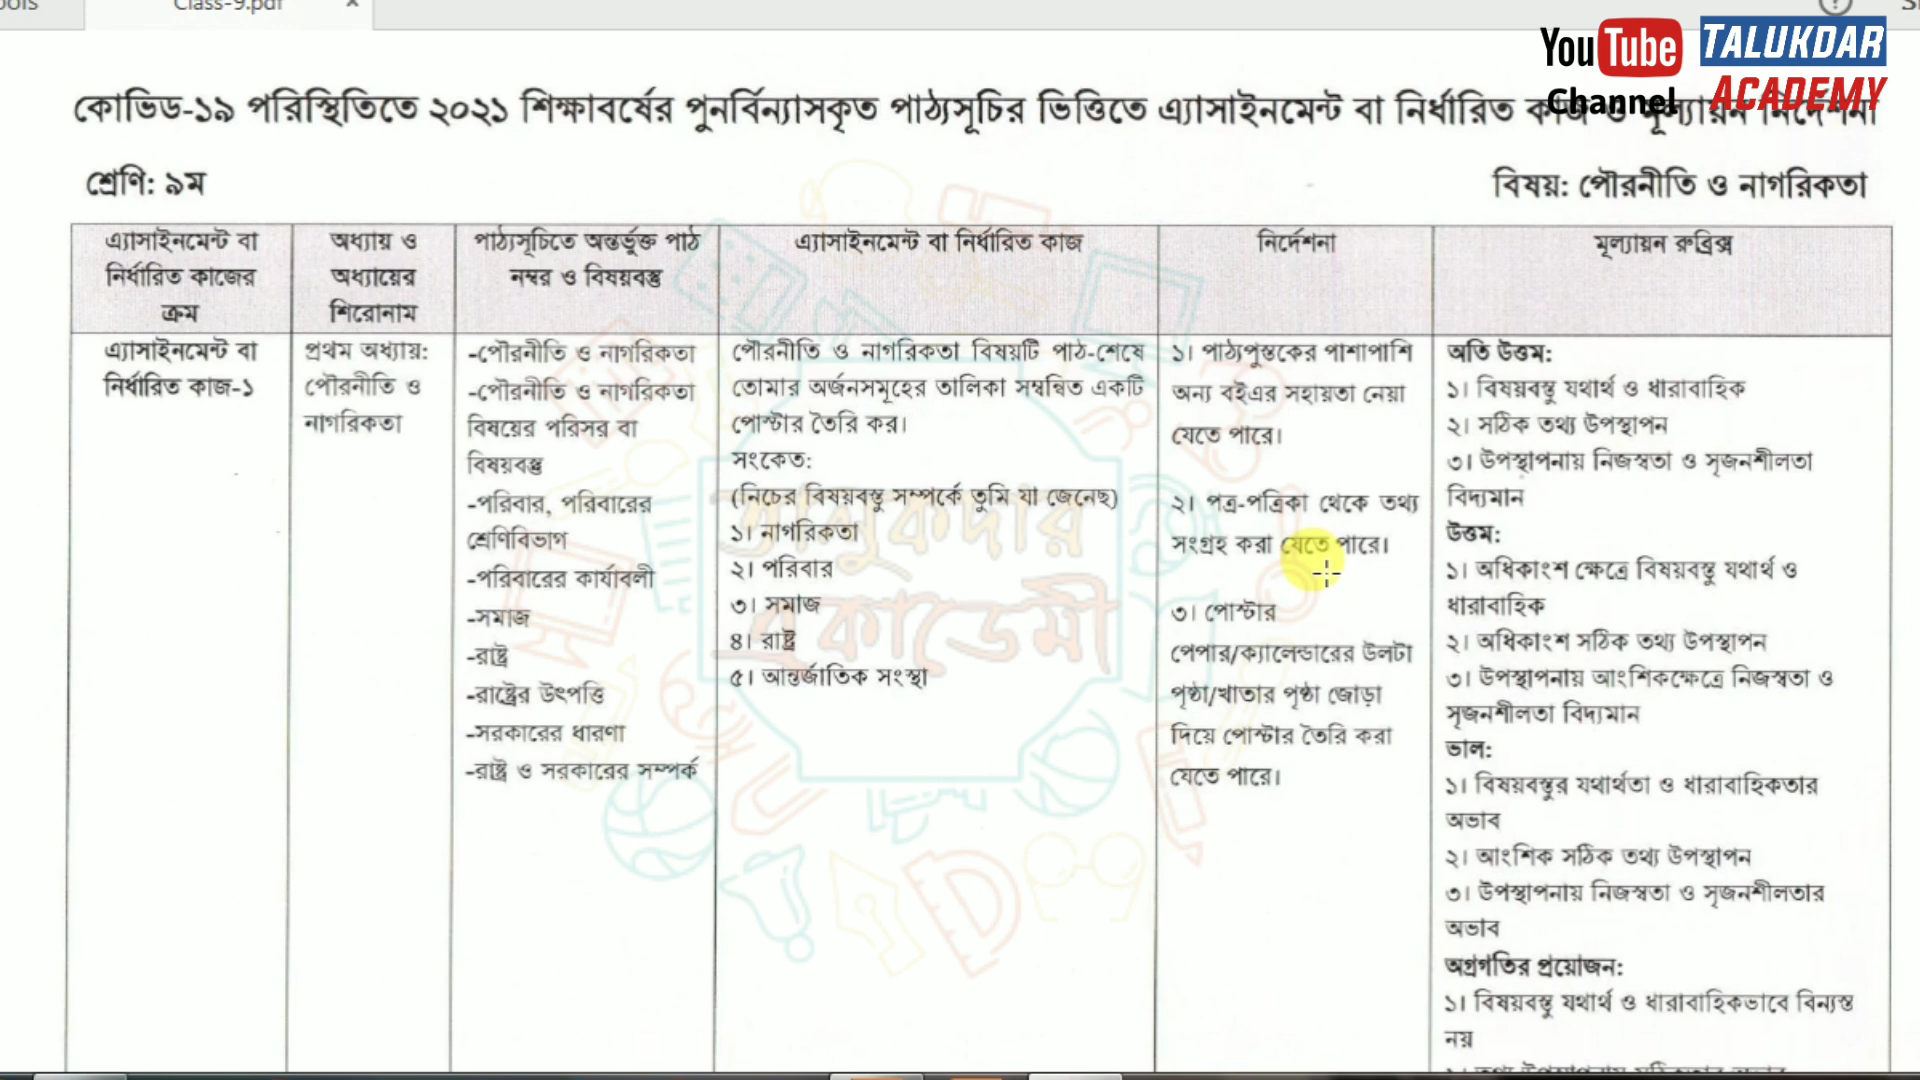 Class-9.pdf
YouTube TALUKDAR
Channel ACADEMY
কোভিড-১৯ পরিস্থিতিতে ২০২১ শিক্ষাবর্ষের পুনর্বিন্যাসকৃত পাঠ্যসূচির ভিত্তিতে এ্যাসাইনমেন্ট বা নির্ধারিত কাজ ও মূল্যায়ন নির্দেশনা
শ্রেণি: ৯ম
বিষয়: পৌরনীতি ও নাগরিকতা
এ্যাসাইনমেন্ট বা
নির্ধারিত কাজের
ক্রম
অধ্যায় ও
অধ্যায়ের
শিরোনাম
পাঠ্যসূচিতে অন্তর্ভুক্ত পাঠ
নম্বর ও বিষয়বস্তু
এ্যাসাইনমেন্ট বা নির্ধারিত কাজ
নির্দেশনা
মূল্যায়ন রুব্রিক্স
এ্যাসাইনমেন্ট বা
নির্ধারিত কাজ-১
প্রথম অধ্যায়:
পৌরনীতি ও
নাগরিকতা
-পৌরনীতি ও নাগরিকতা
-পৌরনীতি ও নাগরিকতা
বিষয়ের পরিসর বা
বিষয়বস্তু
-পরিবার, পরিবারের
শ্রেণিবিভাগ
-পরিবারের কার্যাবলী
-সমাজ
-রাষ্ট্র
-রাষ্ট্রের উৎপত্তি
-সরকারের ধারণা
-রাষ্ট্র ও সরকারের সম্পর্ক
পৌরনীতি ও নাগরিকতা বিষয়টি পাঠ-শেষে
তোমার অর্জনসমূহের তালিকা সম্বন্বিত একটি
পোস্টার তৈরি কর।
সংকেত:
(নিচের বিষয়বস্তু সম্পর্কে তুমি যা জেনেছ)
১। নাগরিকতা
২। পরিবার
৩। সমাজ
৪। রাষ্ট্র
৫। আন্তর্জাতিক সংস্থা
তালুকদার
একাডেমী
১। পাঠ্যপুস্তকের পাশাপাশি
অন্য বইএর সহায়তা নেয়া
যেতে পারে।
২। পত্র-পত্রিকা থেকে তথ্য
সংগ্রহ করা যেতে পারে।
৩। পোস্টার
পেপার/ক্যালেন্ডারের উলটা
পৃষ্ঠা/খাতার পৃষ্ঠা জোড়া
দিয়ে পোস্টার তৈরি করা
যেতে পারে।
অতি উত্তম:
১। বিষয়বস্তু যথার্থ ও ধারাবাহিক
২। সঠিক তথ্য উপস্থাপন
৩। উপস্থাপনায় নিজস্বতা ও সৃজনশীলতা
বিদ্যমান
উত্তম:
১। অধিকাংশ ক্ষেত্রে বিষয়বস্তু যথার্থ ও
ধারাবাহিক
২। অধিকাংশ সঠিক তথ্য উপস্থাপন
৩। উপস্থাপনায় আংশিকক্ষেত্রে নিজস্বতা ও
সৃজনশীলতা বিদ্যমান
ভাল:
১। বিষয়বস্তুর যথার্থতা ও ধারাবাহিকতার
অভাব
২। আংশিক সঠিক তথ্য উপস্থাপন
৩। উপস্থাপনায় নিজস্বতা ও সৃজনশীলতার
অভাব
অগ্রগতির প্রয়োজন:
১। বিষয়বস্তু যথার্থ ও ধারাবাহিকভাবে বিন্যস্ত
নয়